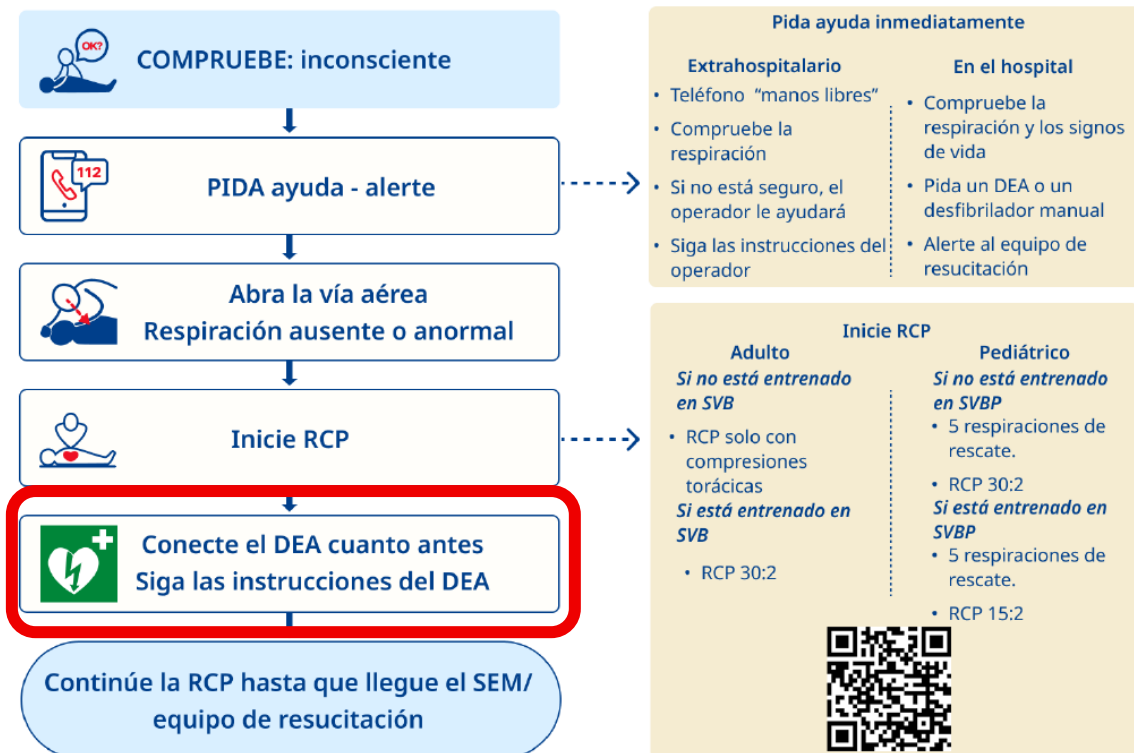 OK?
COMPRUEBE: inconsciente
112
PIDA ayuda - alerte
Abra la vía aérea
Respiración ausente o anormal
Inicie RCP
Conecte el DEA cuanto antes
Siga las instrucciones del DEA
Continúe la RCP hasta que llegue el SEM/
equipo de resucitación
Pida ayuda inmediatamente
Extrahospitalario
• Teléfono “manos libres”
• Compruebe la
respiración
• Si no está seguro, el
operador le ayudará
• Siga las instrucciones del
operador
En el hospital
• Compruebe la
respiración y los signos
de vida
• Pida un DEA o un
desfibrilador manual
• Alerte al equipo de
resucitación
Inicie RCP
Adulto
Si no está entrenado
en SVB
• RCP solo con
compresiones
torácicas
Si está entrenado en
SVB
• RCP 30:2
Pediátrico
Si no está entrenado
en SVBP
• 5 respiraciones de
rescate.
• RCP 30:2
Si está entrenado en
SVBP
• 5 respiraciones de
rescate.
• RCP 15:2